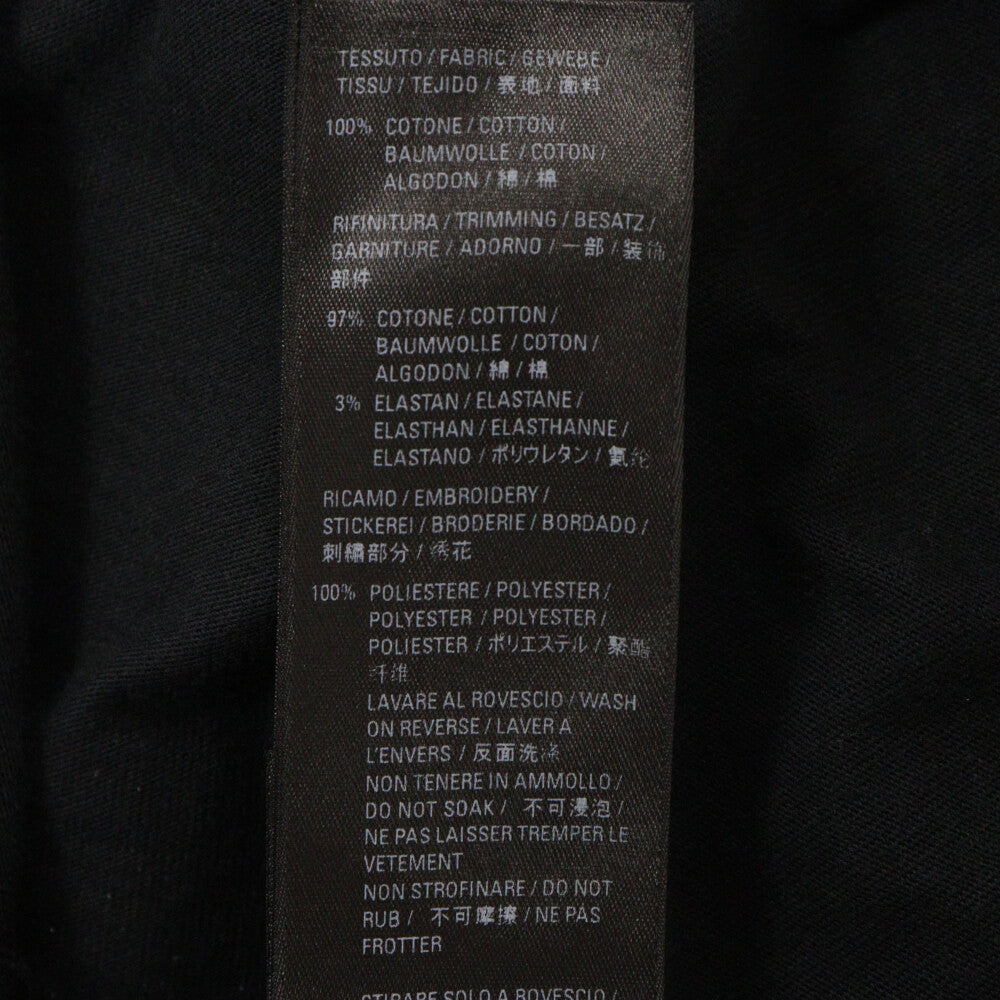 TESSUTO / FABRIC / GEWEBE /
TISSU / TEJIDO / 表地 / 面料
100% COTONE / COTTON /
BAUMWOLLE / COTON /
ALGODON / 綿 / 棉
RIFINITURA / TRIMMING / BESATZ /
GARNITURE / ADORNO / 一部 / 装饰
部件
97% COTONE / COTTON /
BAUMWOLLE / COTON /
ALGODON / 綿 / 棉
3% ELASTAN / ELASTANE /
ELASTHAN / ELASTHANNE /
ELASTANO / ポリウレタン / 氨纶
RICAMO / EMBROIDERY /
STICKEREI / BRODERIE / BORDADO /
刺繍部分 / 绣花
100% POLIESTERE / POLYESTER /
POLYESTER / POLYESTER /
POLIESTER / ポリエステル / 聚酯
纤维
LAVARE AL ROVESCIO / WASH
ON REVERSE / LAVER A
L'ENVERS / 反面洗涤
NON TENERE IN AMMOLLO /
DO NOT SOAK / 不可浸泡 /
NE PAS LAISSER TREMPER LE
VETEMENT
NON STROFINARE / DO NOT
RUB / 不可摩擦 / NE PAS
FROTTER
STIRARE SOLO A ROVESCIO /